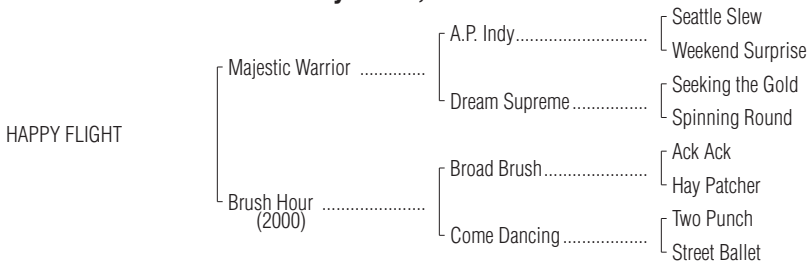 Seattle Slew
A.P. Indy
Weekend Surprise
Majestic Warrior
Seeking the Gold
Dream Supreme
Spinning Round
HAPPY FLIGHT
Ack Ack
Broad Brush
Hay Patcher
Brush Hour
(2000)
Two Punch
Come Dancing
Street Ballet